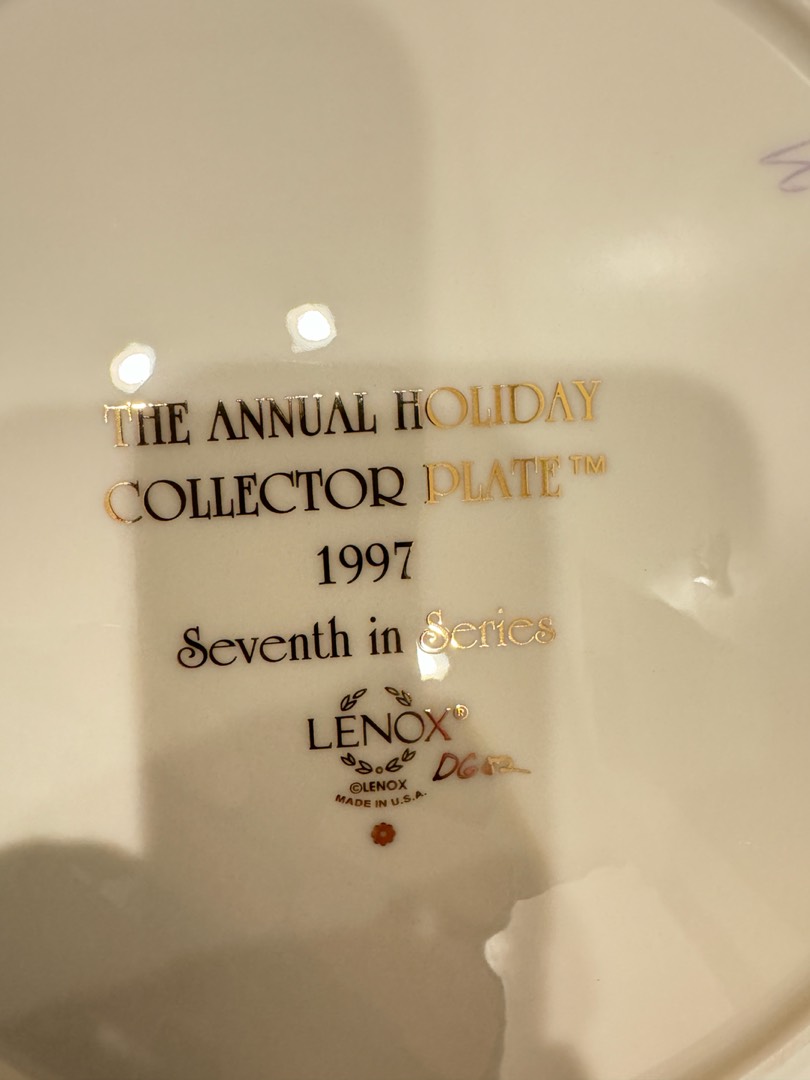 THE ANNUAL HOLIDAY
COLLECTOR PLATE™
1997
Seventh in Series
LENOX®
©LENOX
MADE IN U.S.A.